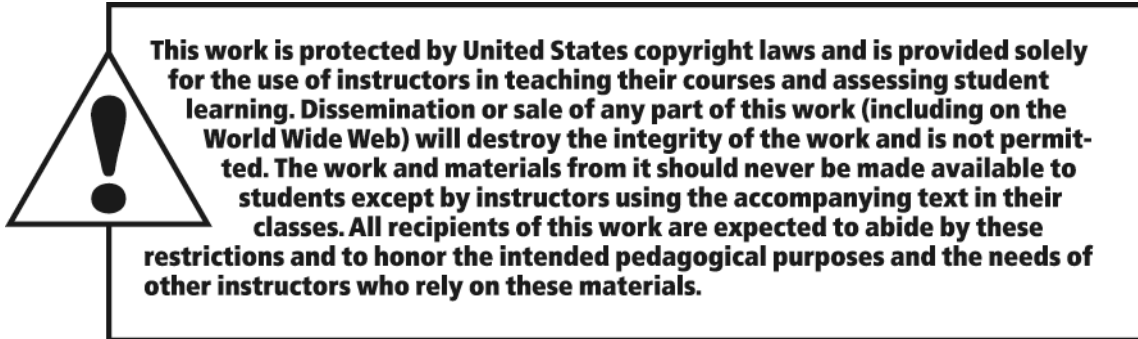 This work is protected by United States copyright laws and is provided solely
for the use of instructors in teaching their courses and assessing student
learning. Dissemination or sale of any part of this work (including on the
World Wide Web) will destroy the integrity of the work and is not permit-
ted. The work and materials from it should never be made available to
students except by instructors using the accompanying text in their
classes. All recipients of this work are expected to abide by these
restrictions and to honor the intended pedagogical purposes and the needs of
other instructors who rely on these materials.